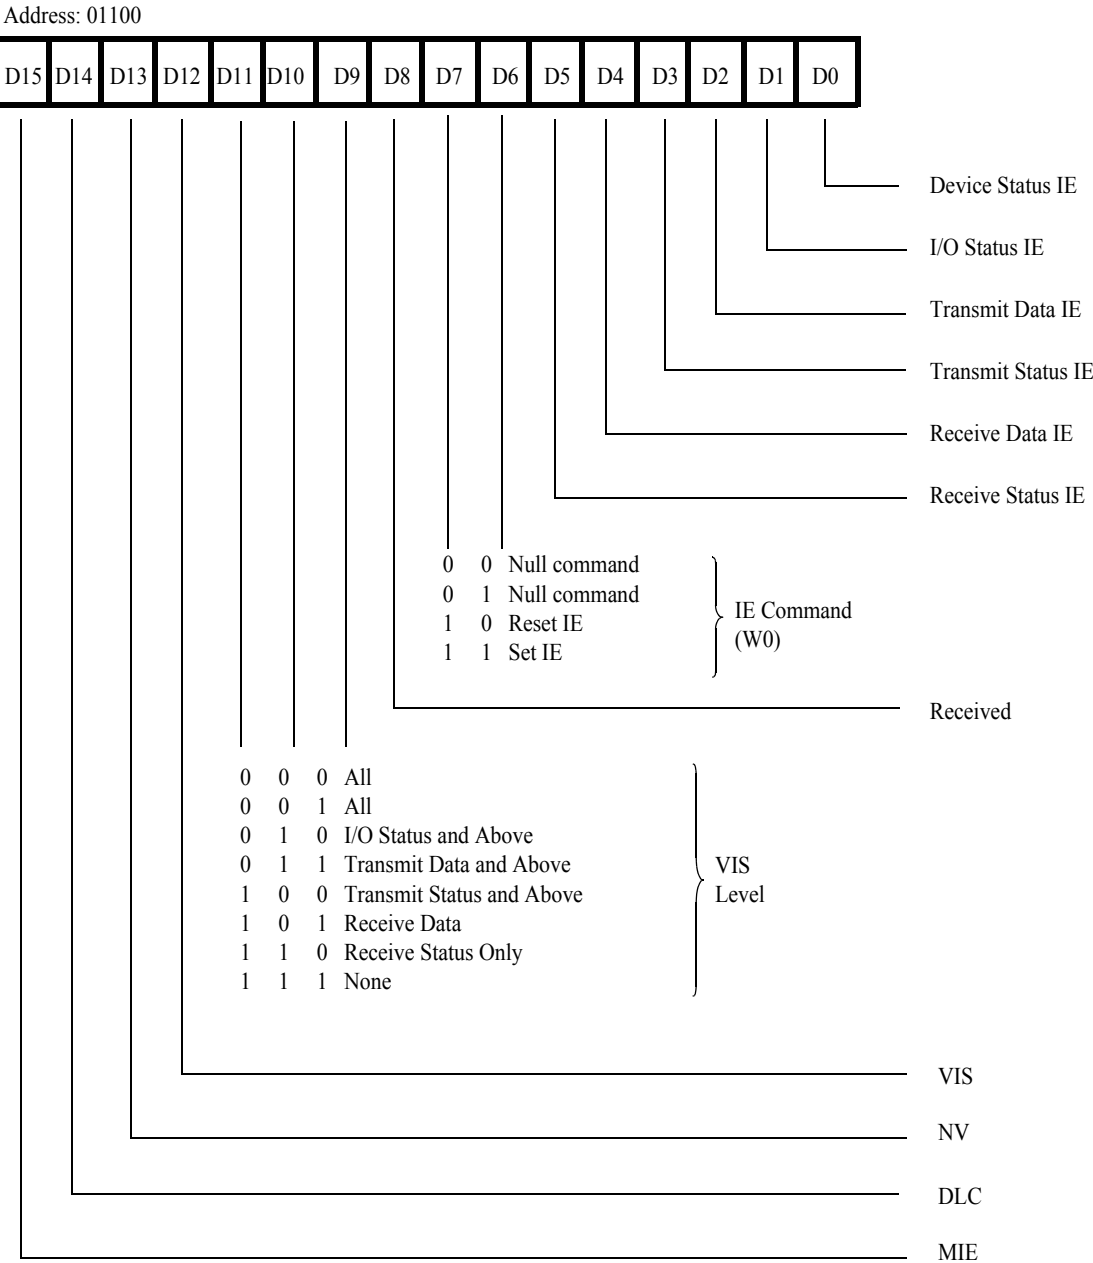 Address: 01100
D15 D14 D13 D12 D11 D10 D9 D8 D7 D6 D5 D4 D3 D2 D1 D0
Device Status IE
I/O Status IE
Transmit Data IE
Transmit Status IE
Receive Data IE
Receive Status IE
0 0 Null command
0 1 Null command
1 0 Reset IE
1 1 Set IE
IE Command
(W0)
Received
0 0 0 All
0 0 1 All
0 1 0 I/O Status and Above
0 1 1 Transmit Data and Above
1 0 0 Transmit Status and Above
1 0 1 Receive Data
1 1 0 Receive Status Only
1 1 1 None
VIS
Level
VIS
NV
DLC
MIE